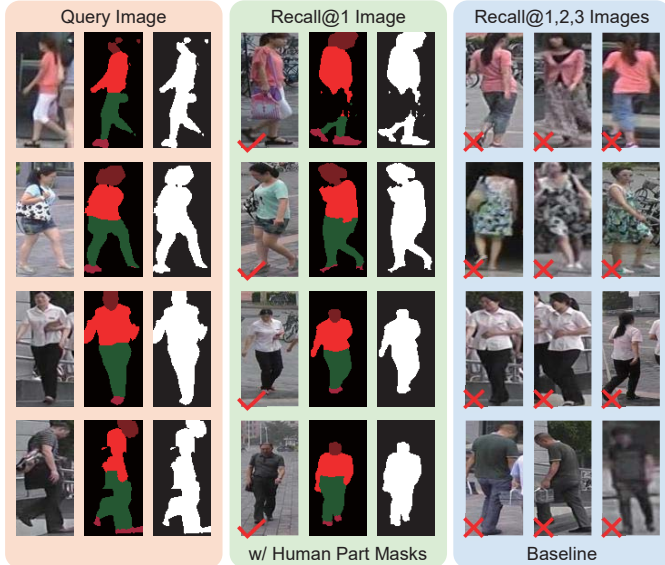 Query Image
Recall@1 Image
Recall@1,2,3 Images
w/ Human Part Masks
Baseline